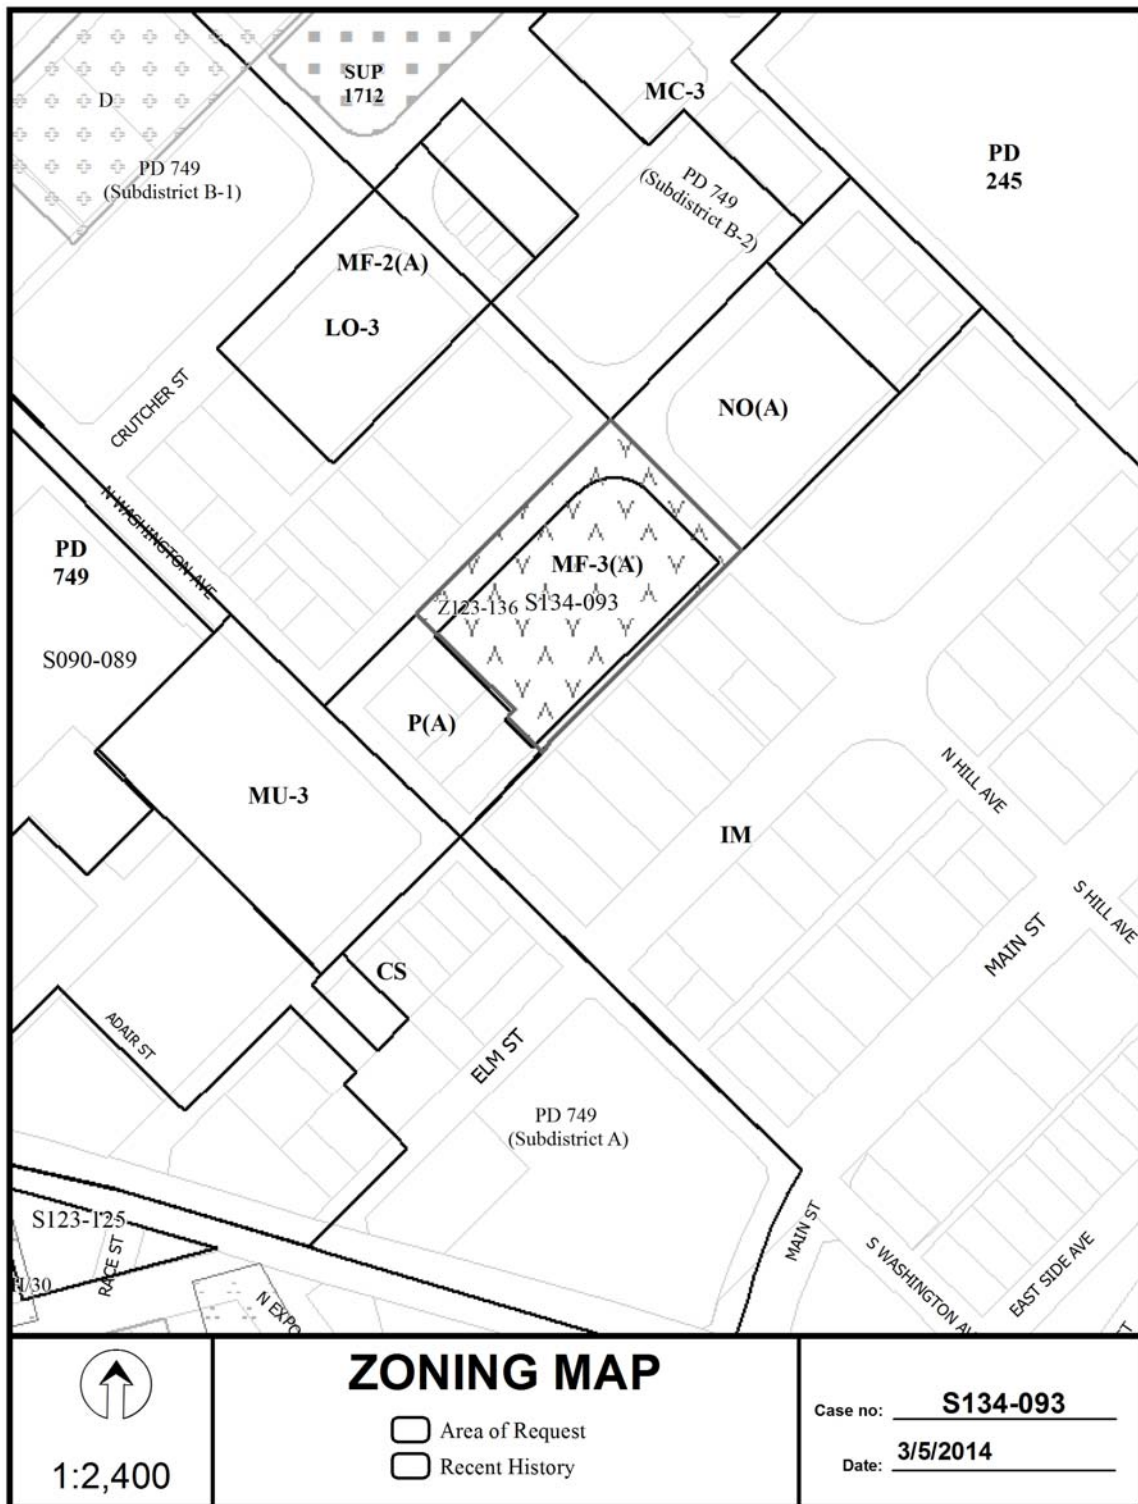 SUP
1712
MC-3
D
PD 749
(Subdistrict B-1)
PD 749
(Subdistrict B-2)
PD
245
MF-2(A)
LO-3
CRUTCHER ST
NO(A)
N WASHINGTON AVE
PD
749
MF-3(A)
Z123-136 S134-093
S090-089
P(A)
MU-3
N HILL AVE
IM
S HILL AVE
MAIN ST
CS
ADAIR ST
ELM ST
PD 749
(Subdistrict A)
S123-125
RACE ST
H/30
N EXPO
MAIN ST
S WASHINGTON AV
EAST SIDE AVE
ZONING MAP
Area of Request
Recent History
1:2,400
Case no: S134-093
Date: 3/5/2014